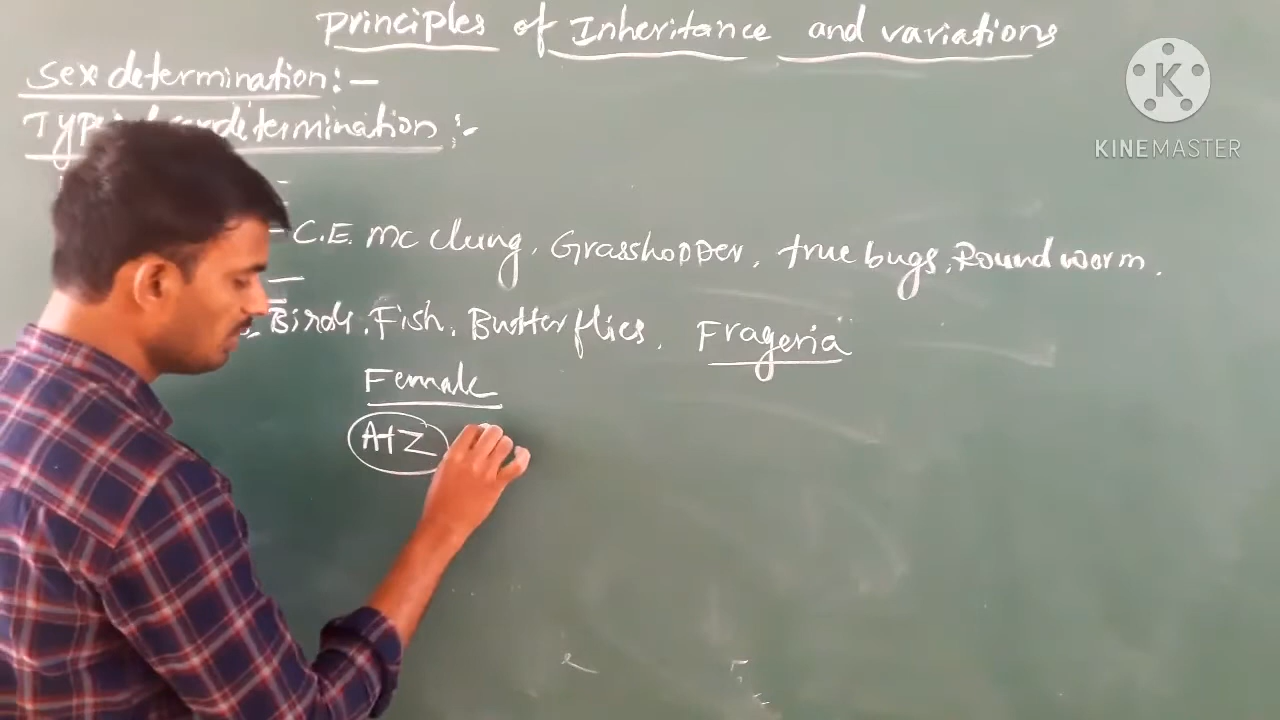 Principles of Inheritance and variations
Sex determination :-
determination :-
C.E. Mc Clung, Grasshopper, true bugs, Round worm.
Birds, Fish, Butterflies, Frageria
Female
A+Z
K
KINEMASTER